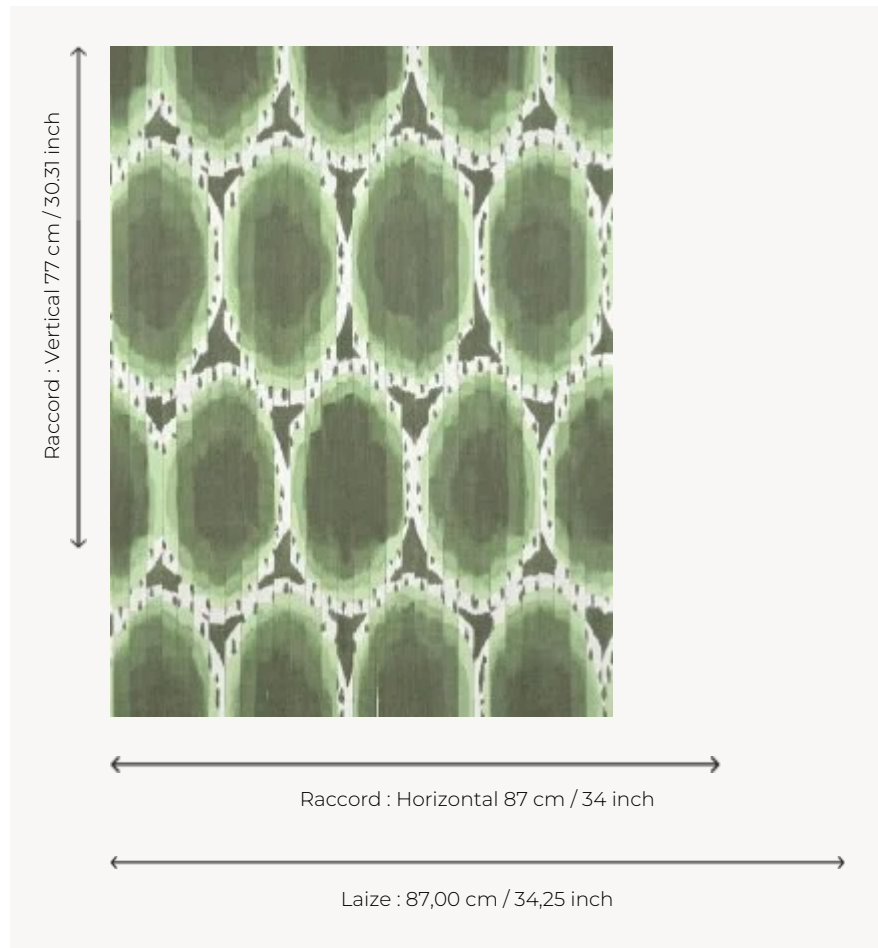 Raccord : Vertical 77 cm / 30.31 inch
Raccord : Horizontal 87 cm / 34 inch
Laize : 87,00 cm / 34,25 inch